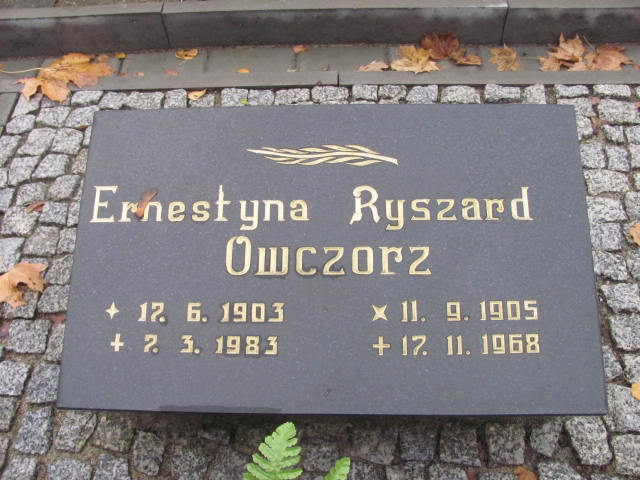 Ernestyna Ryszard
Owczorz
17. 6. 1903 11. 9. 1905
7. 3. 1983 17. 11. 1968